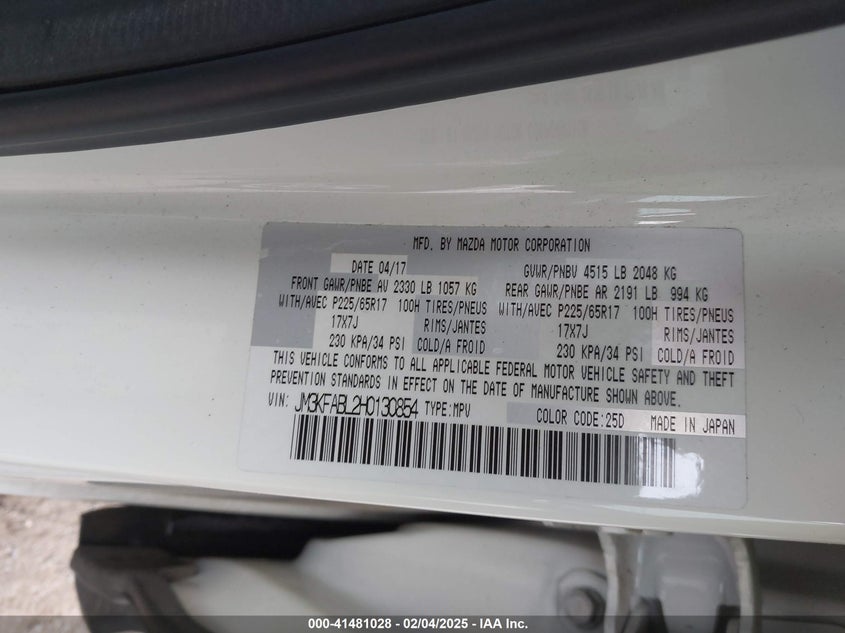 MFD. BY MAZDA MOTOR CORPORATION
DATE 04/17 GVWR/PNBV 4515 LB 2048 KG
FRONT GAWR/PNBE AV 2330 LB 1057 KG REAR GAWR/PNBE AR 2191 LB 994 KG
WITH/AVEC P225/65R17 100H TIRES/PNEUS WITH/AVEC P225/65R17 100H TIRES/PNEUS
17X7J RIMS/JANTES 17X7J RIMS/JANTES
230 KPA/34 PSI COLD/A FROID 230 KPA/34 PSI COLD/A FROID
THIS VEHICLE CONFORMS TO ALL APPLICABLE FEDERAL MOTOR VEHICLE SAFETY AND THEFT
PREVENTION STANDARDS IN EFFECT ON THE DATE OF MANUFACTURE SHOWN ABOVE.
VIN: JM3KFABL2H0130854 TYPE:MPV COLOR CODE:25D MADE IN JAPAN
000-41481028 - 02/04/2025 - IAA Inc.